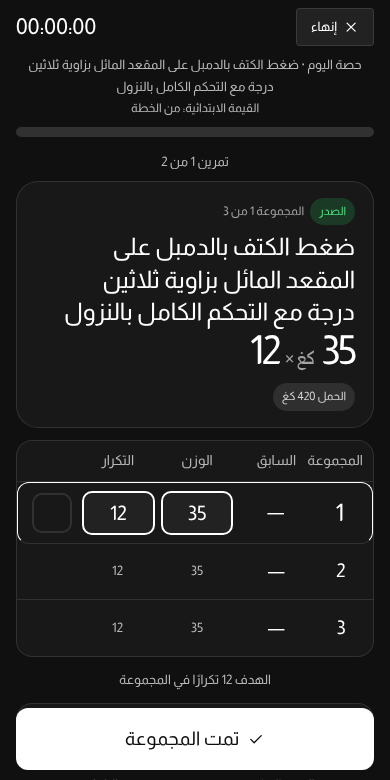 إنهاء
00:00:00
حصة اليوم · ضغط الكتف بالدمبل على المقعد المائل بزاوية ثلاثين
درجة مع التحكم الكامل بالنزول
القيمة الابتدائية: من الخطة
تمرين 1 من 2
الصدر المجموعة 1 من 3
ضغط الكتف بالدمبل على
المقعد المائل بزاوية ثلاثين
درجة مع التحكم الكامل بالنزول
35 كغ × 12
الحمل 420 كغ
المجموعة السابق الوزن التكرار
1 — 35 12
2 — 35 12
3 — 35 12
الهدف 12 تكرارًا في المجموعة
تمت المجموعة